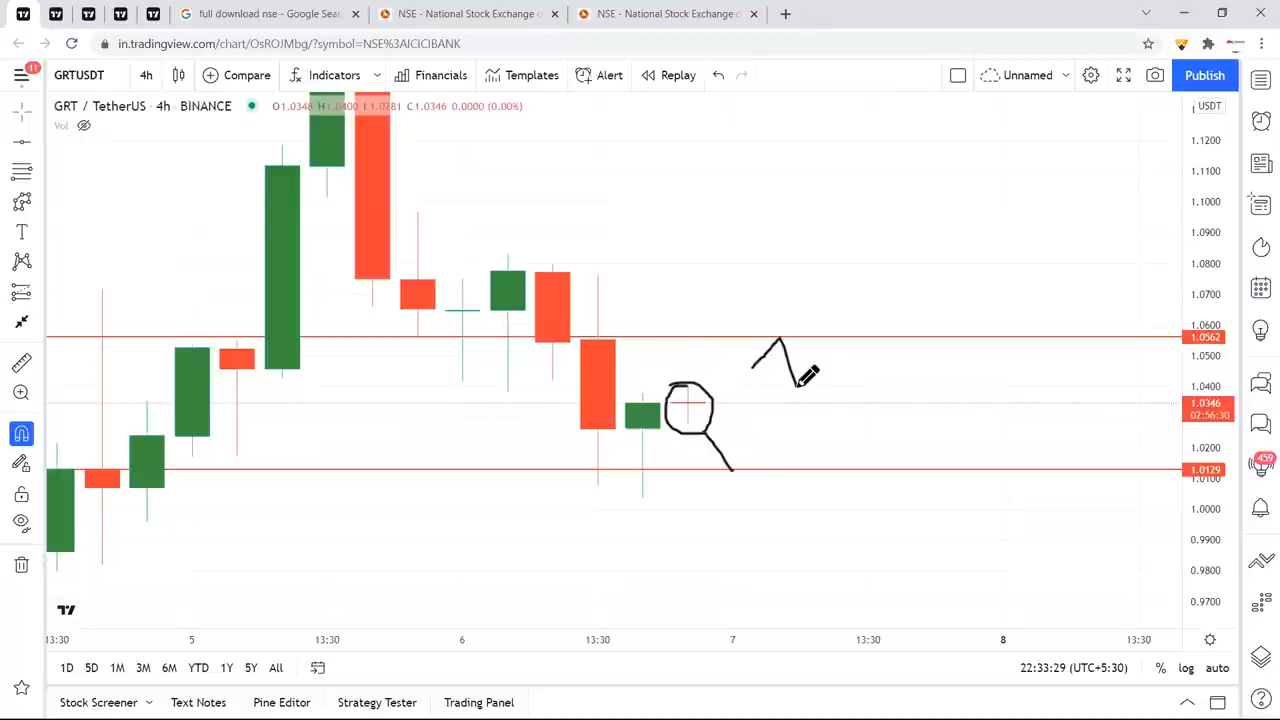 full download nse - Google Sear
NSE - National Stock Exchange o
NSE - National Stock Exchange o
in.tradingview.com/chart/OsROJMbg/?symbol=NSE%3AICICIBANK
11
GRTUSDT 4h Compare Indicators Financials Templates Alert Replay Unnamed Publish
GRT / TetherUS · 4h · BINANCE O1.0348 H1.0400 L1.0281 C1.0346 0.0000 (0.00%)
USDT
Vol
1.1200
1.1100
1.1000
1.0900
1.0800
1.0700
1.0600
1.0562
1.0500
1.0400
1.0346
02:56:30
1.0200
1.0129
1.0100
1.0000
0.9900
0.9800
0.9700
459
13:30 5 13:30 6 13:30 7 13:30 8 13:30
1D 5D 1M 3M 6M YTD 1Y 5Y All 22:33:29 (UTC+5:30) % log auto
Stock Screener Text Notes Pine Editor Strategy Tester Trading Panel